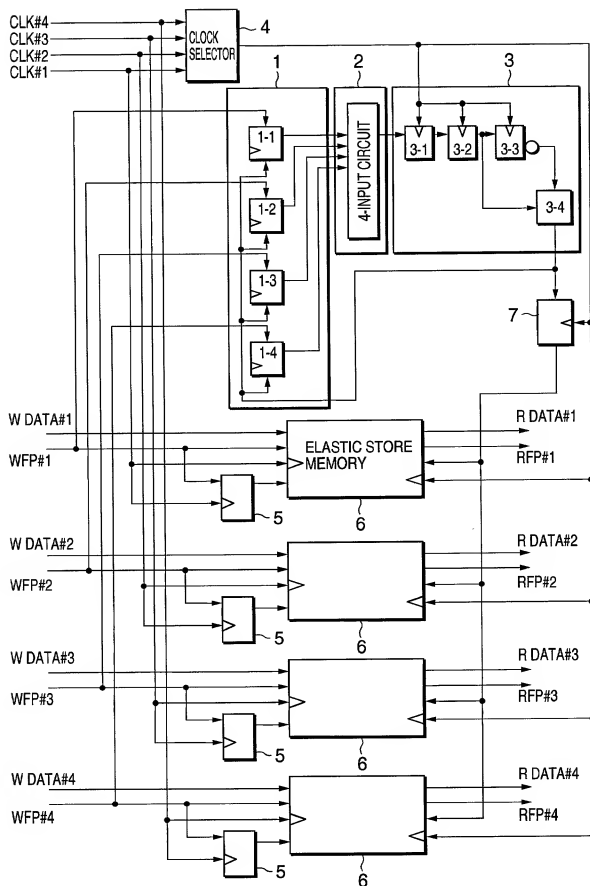 CLK#4
CLK#3
CLK#2
CLK#1
CLOCK
SELECTOR
4
1
2
3
1-1
1-2
1-3
1-4
4-INPUT CIRCUIT
3-1
3-2
3-3
3-4
7
W DATA#1
WFP#1
ELASTIC STORE
MEMORY
R DATA#1
RFP#1
5
6
W DATA#2
WFP#2
R DATA#2
RFP#2
5
6
W DATA#3
WFP#3
R DATA#3
RFP#3
5
6
W DATA#4
WFP#4
R DATA#4
RFP#4
5
6